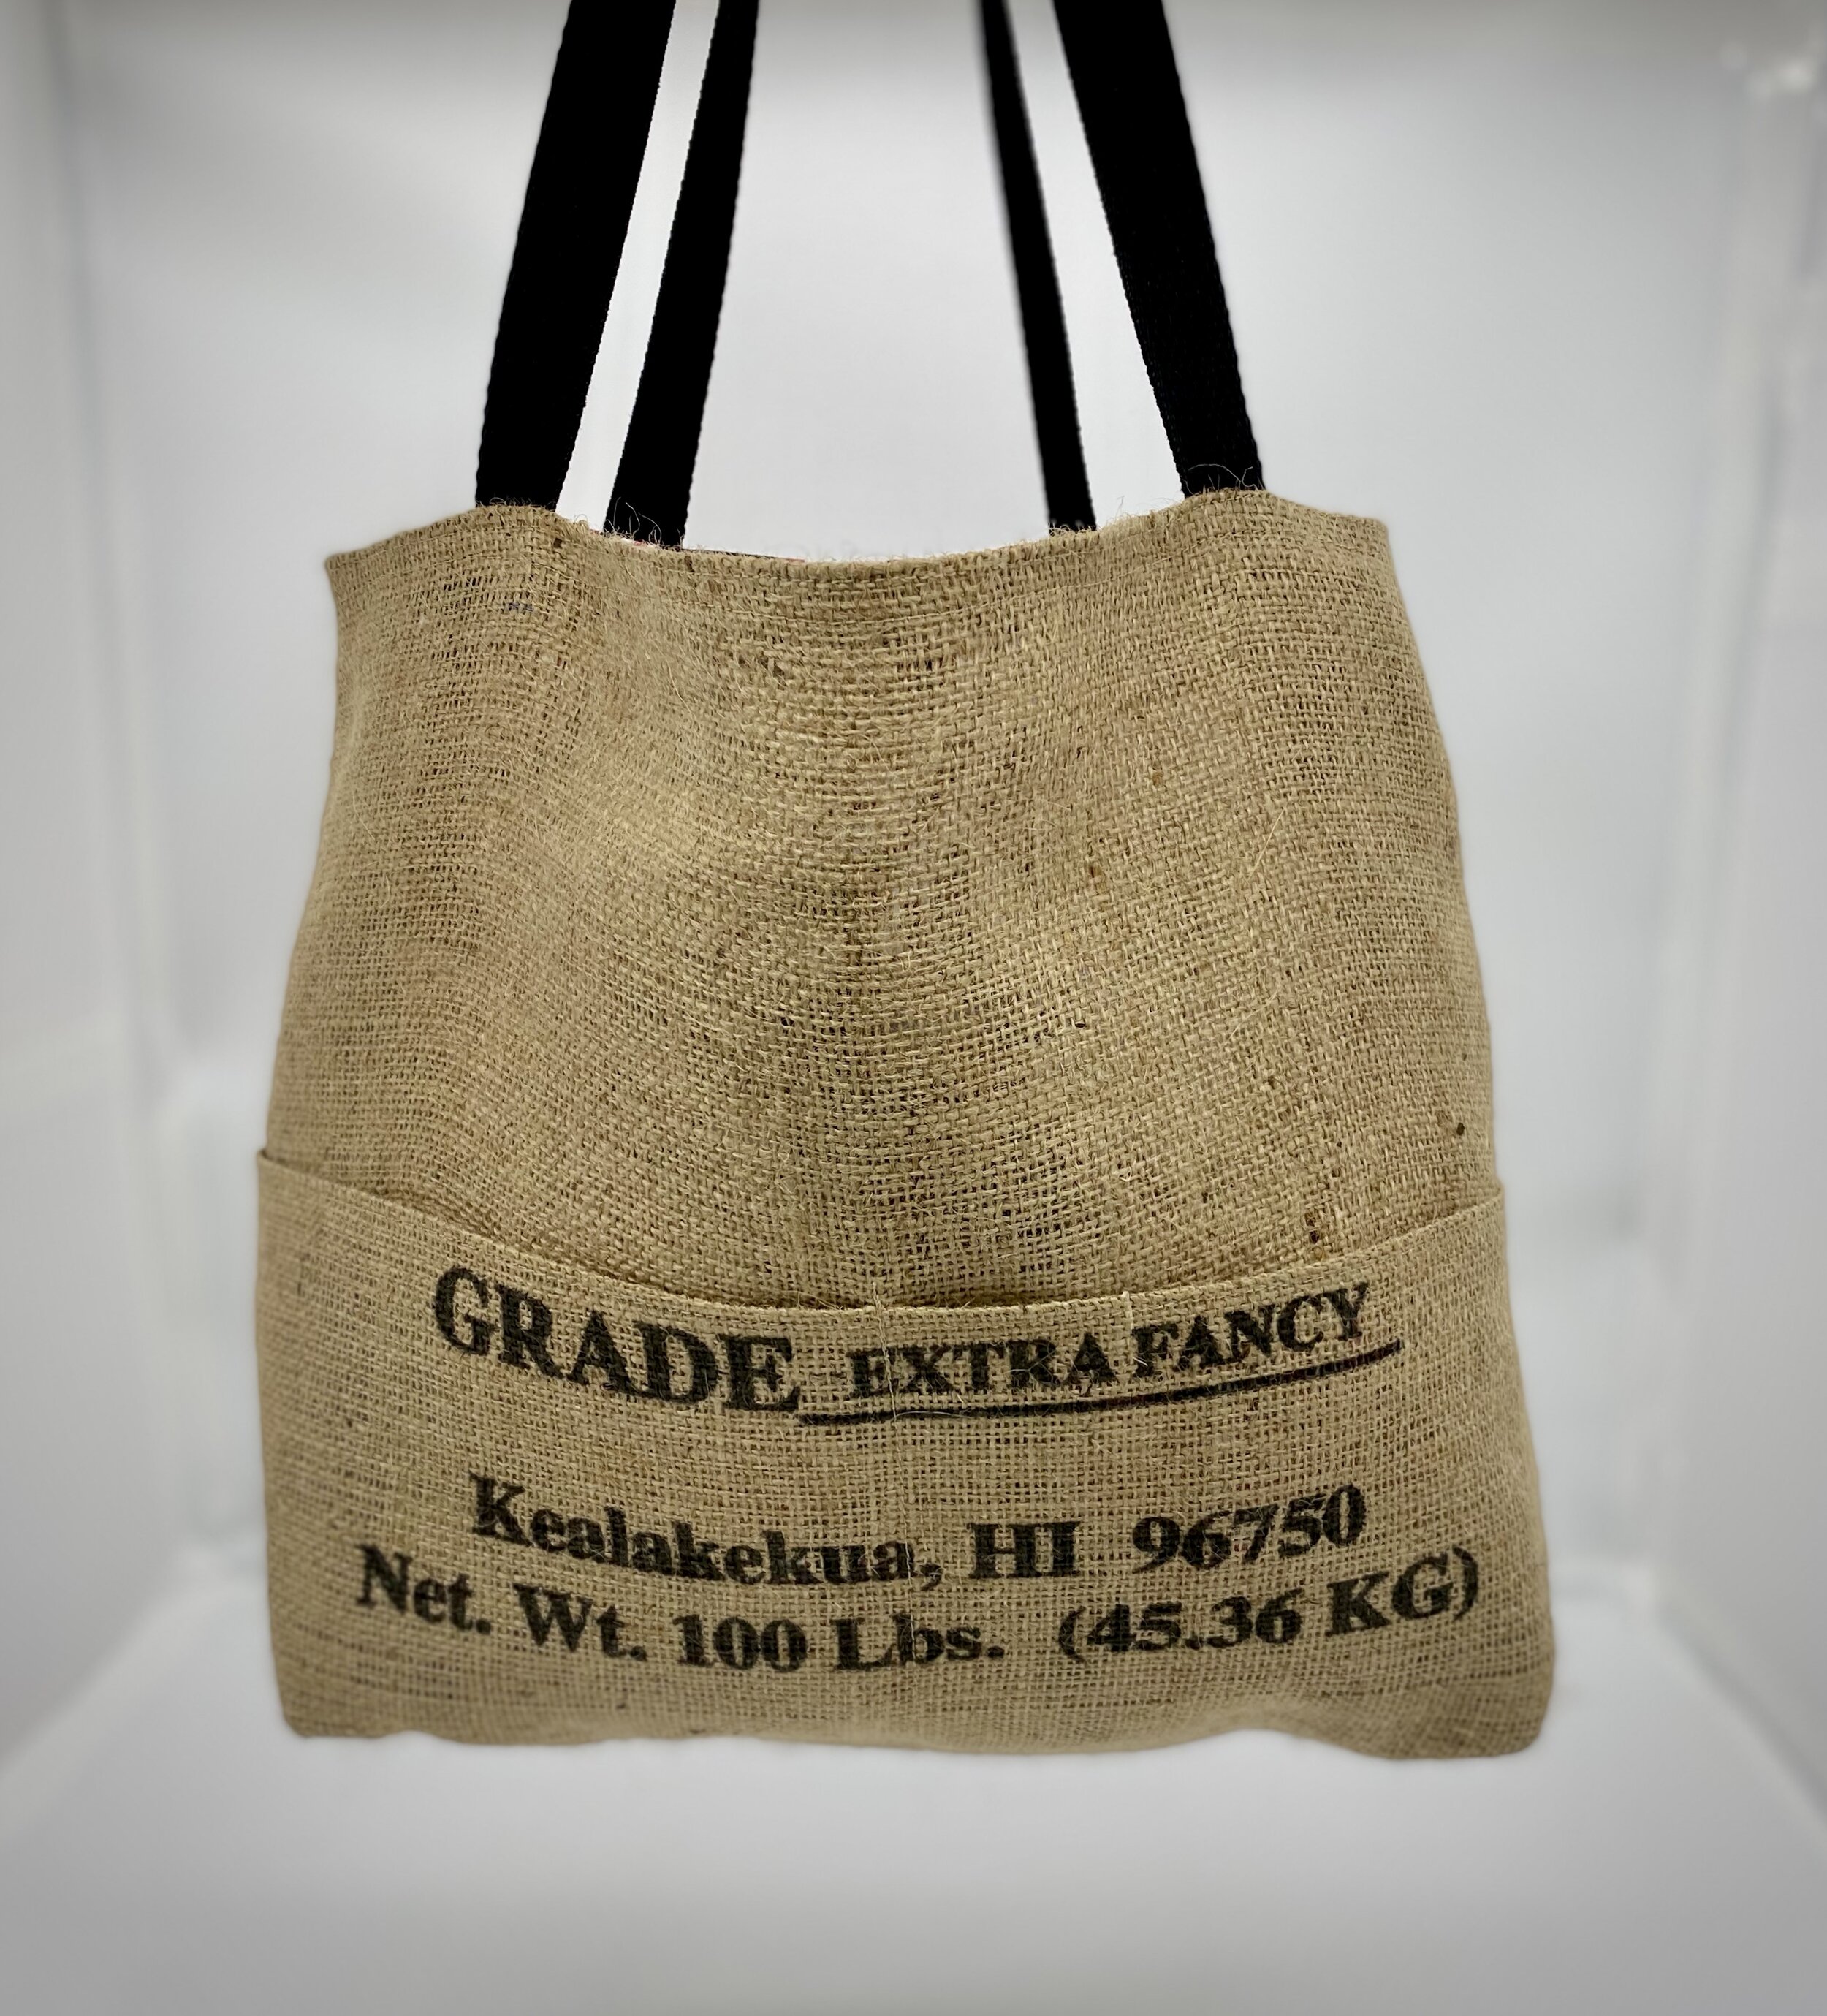 GRADE EXTRA FANCY
Kealakekua, HI 96750
Net. Wt. 100 Lbs. (45.36 KG)